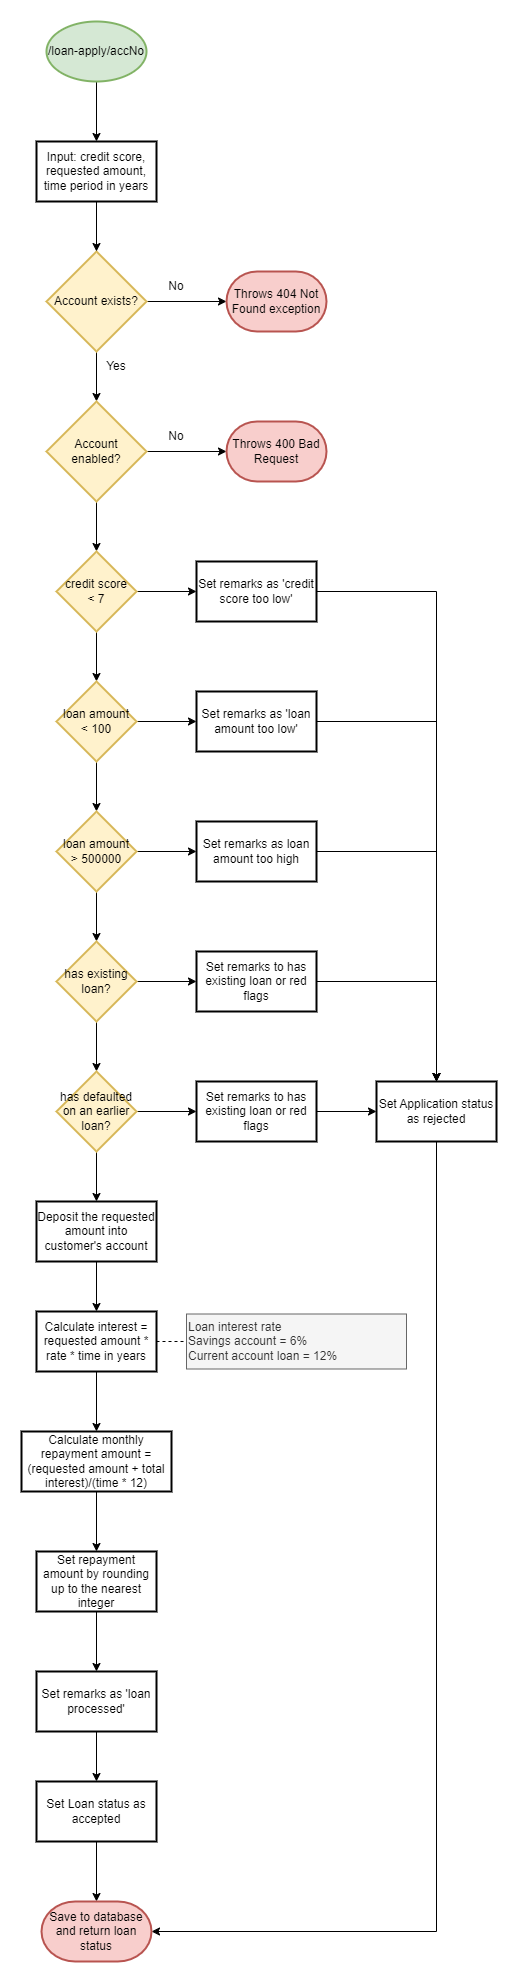 /loan-apply/accNo
Input: credit score,
requested amount,
time period in years
Account exists?
No
Throws 404 Not
Found exception
Yes
Account
enabled?
No
Throws 400 Bad
Request
credit score
< 7
Set remarks as 'credit
score too low'
loan amount
< 100
Set remarks as 'loan
amount too low'
loan amount
> 500000
Set remarks as loan
amount too high
has existing
loan?
Set remarks to has
existing loan or red
flags
has defaulted
on an earlier
loan?
Set remarks to has
existing loan or red
flags
Set Application status
as rejected
Deposit the requested
amount into
customer's account
Calculate interest =
requested amount *
rate * time in years
Loan interest rate
Savings account = 6%
Current account loan = 12%
Calculate monthly
repayment amount =
(requested amount + total
interest)/(time * 12)
Set repayment
amount by rounding
up to the nearest
integer
Set remarks as 'loan
processed'
Set Loan status as
accepted
Save to database
and return loan
status